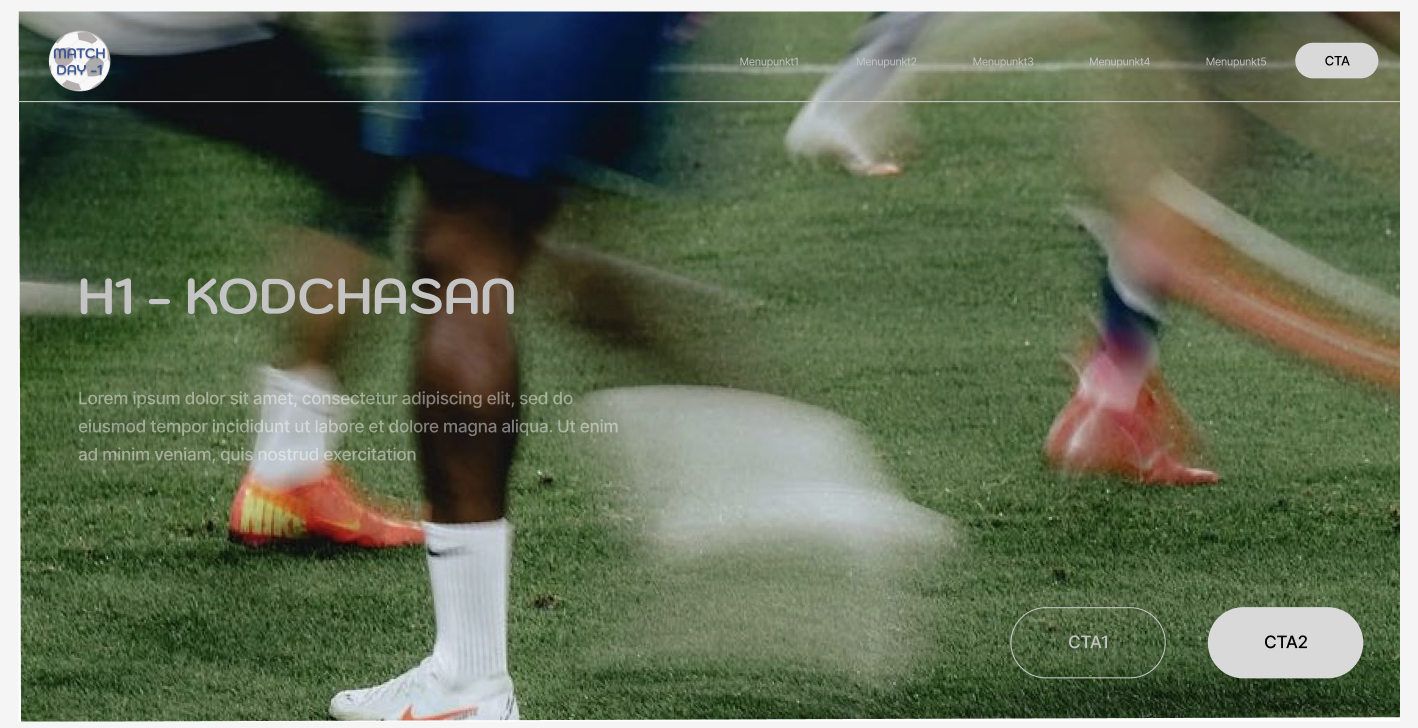 MATCH
DAY -1
Menupunkt1 Menupunkt2 Menupunkt3 Menupunkt4 Menupunkt5 CTA
H1 - KODCHASAN
Lorem ipsum dolor sit amet, consectetur adipiscing elit, sed do
eiusmod tempor incididunt ut labore et dolore magna aliqua. Ut enim
ad minim veniam, quis nostrud exercitation
CTA1 CTA2